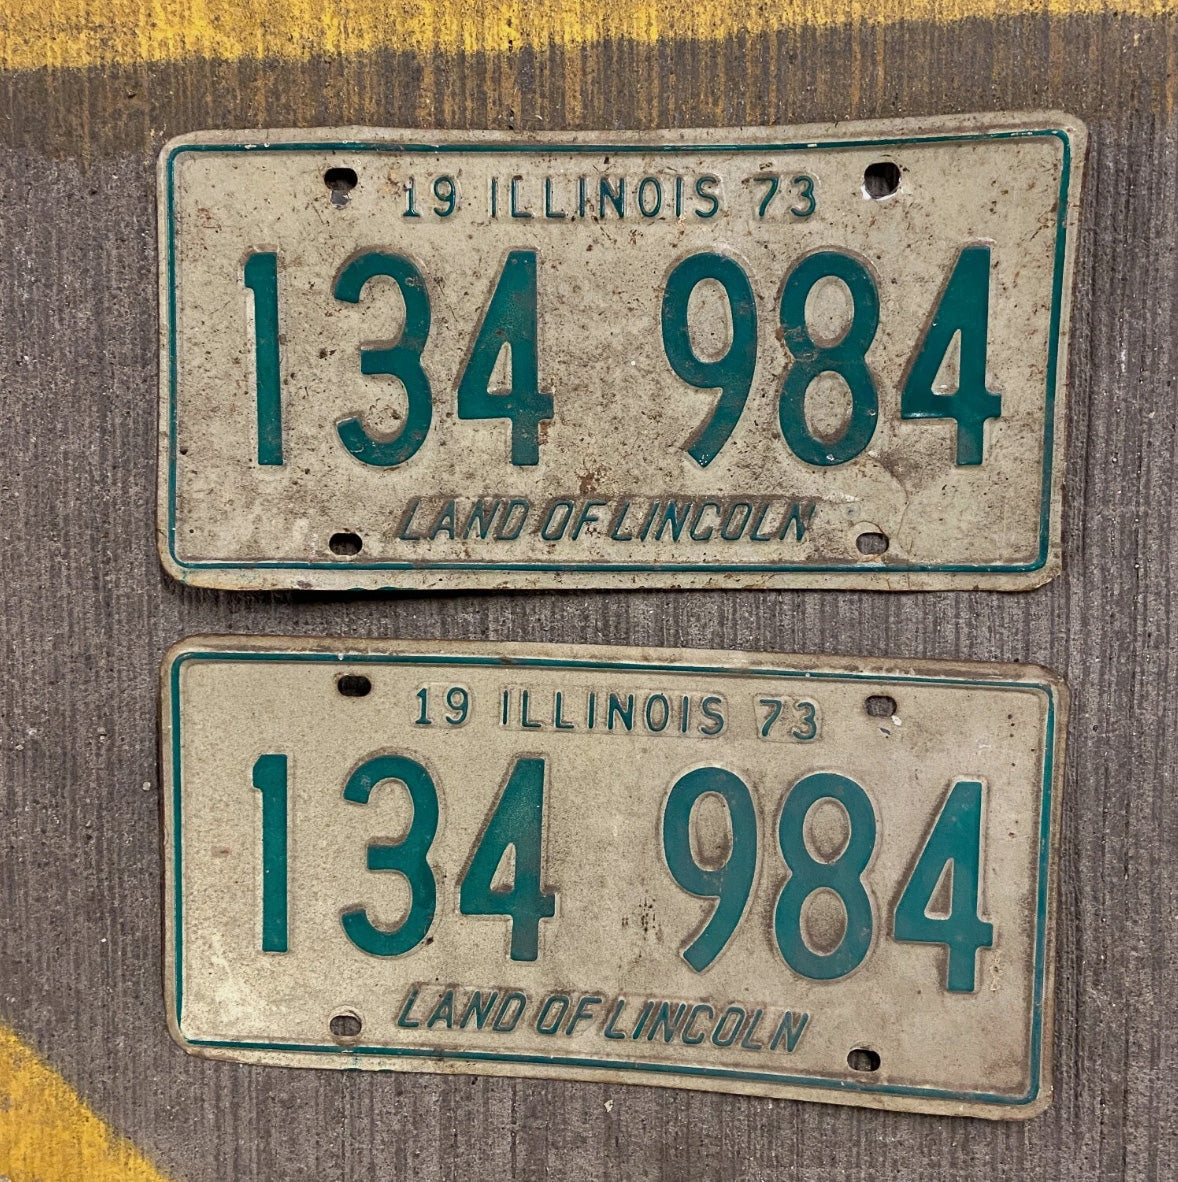 19 ILLINOIS 73
134 984
LAND OF LINCOLN
19 ILLINOIS 73
134 984
LAND OF LINCOLN